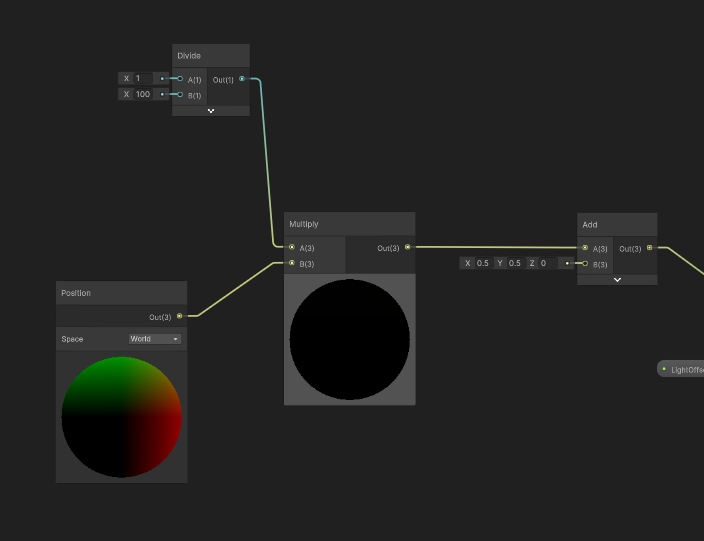 Divide
X 1 A(1) Out(1)
X 100 B(1)
Multiply
A(3) Out(3)
B(3)
Add
A(3) Out(3)
X 0.5 Y 0.5 Z 0 B(3)
Position
Out(3)
Space World
LightOffse